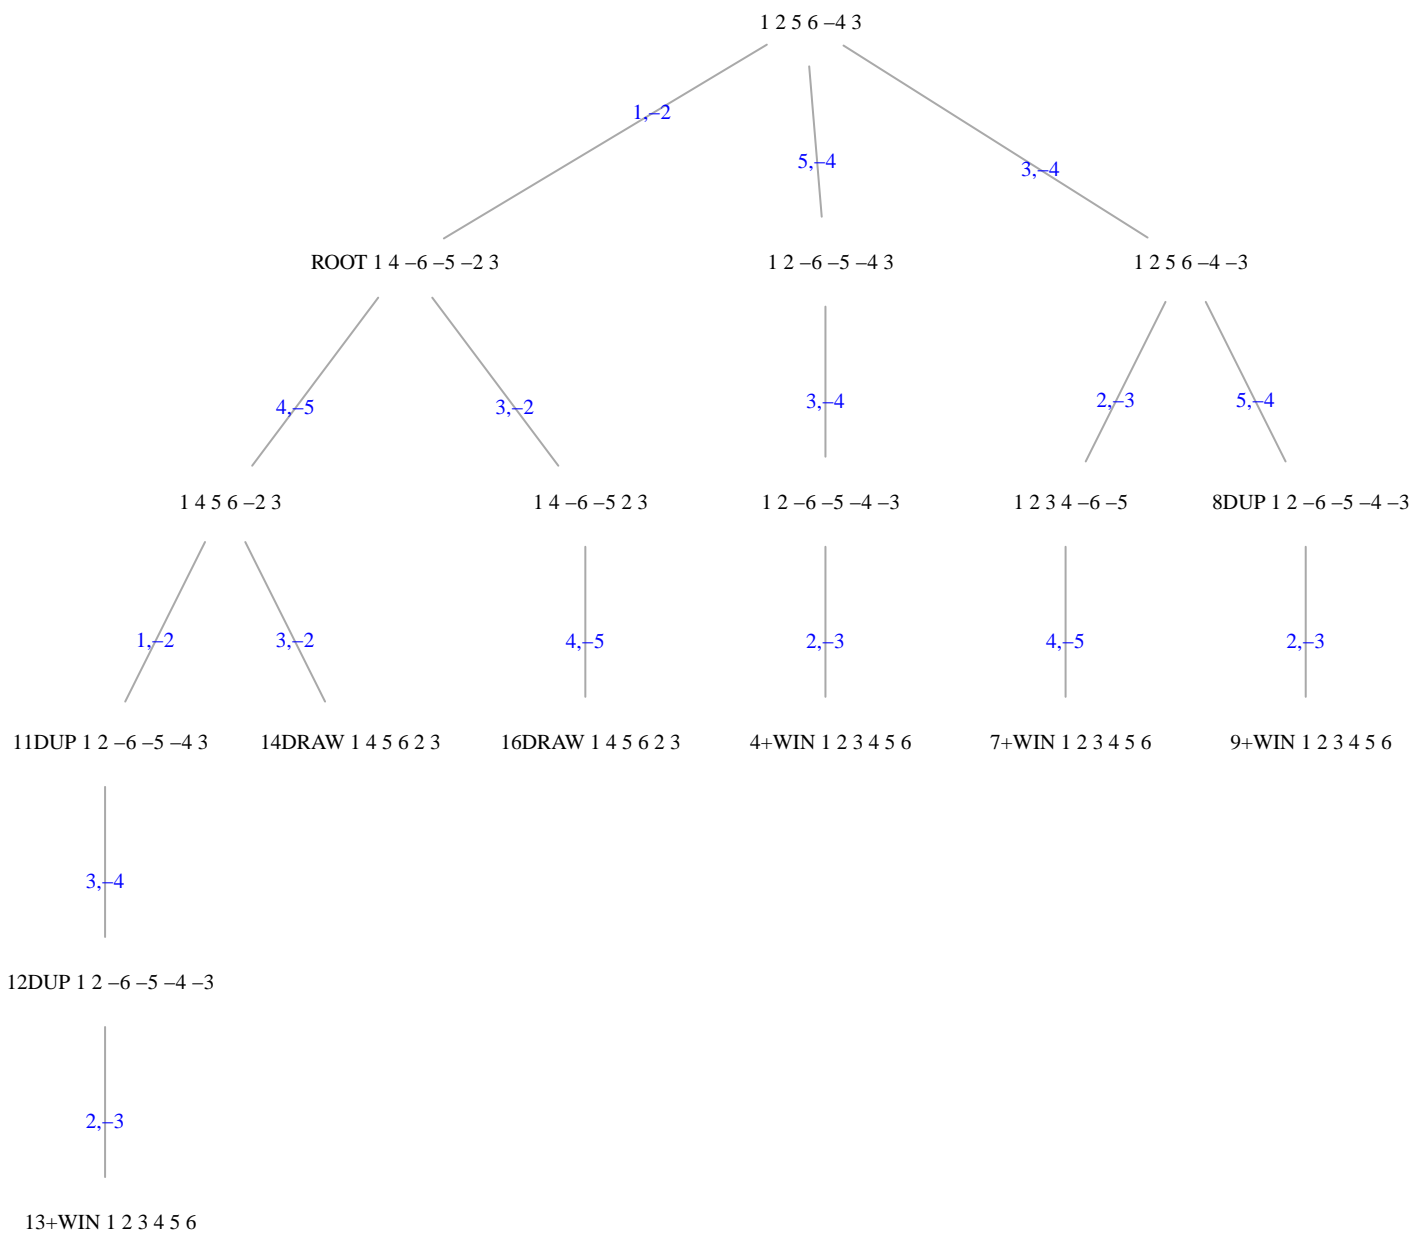 1 2 5 6 −4 3
1,−2
5,−4
3,−4
ROOT 1 4 −6 −5 −2 3
1 2 −6 −5 −4 3
1 2 5 6 −4 −3
4,−5
3,−2
3,−4
2,−3
5,−4
1 4 5 6 −2 3
1 4 −6 −5 2 3
1 2 −6 −5 −4 −3
1 2 3 4 −6 −5
8DUP 1 2 −6 −5 −4 −3
1,−2
3,−2
4,−5
2,−3
4,−5
2,−3
11DUP 1 2 −6 −5 −4 3
14DRAW 1 4 5 6 2 3
16DRAW 1 4 5 6 2 3
4+WIN 1 2 3 4 5 6
7+WIN 1 2 3 4 5 6
9+WIN 1 2 3 4 5 6
3,−4
12DUP 1 2 −6 −5 −4 −3
2,−3
13+WIN 1 2 3 4 5 6